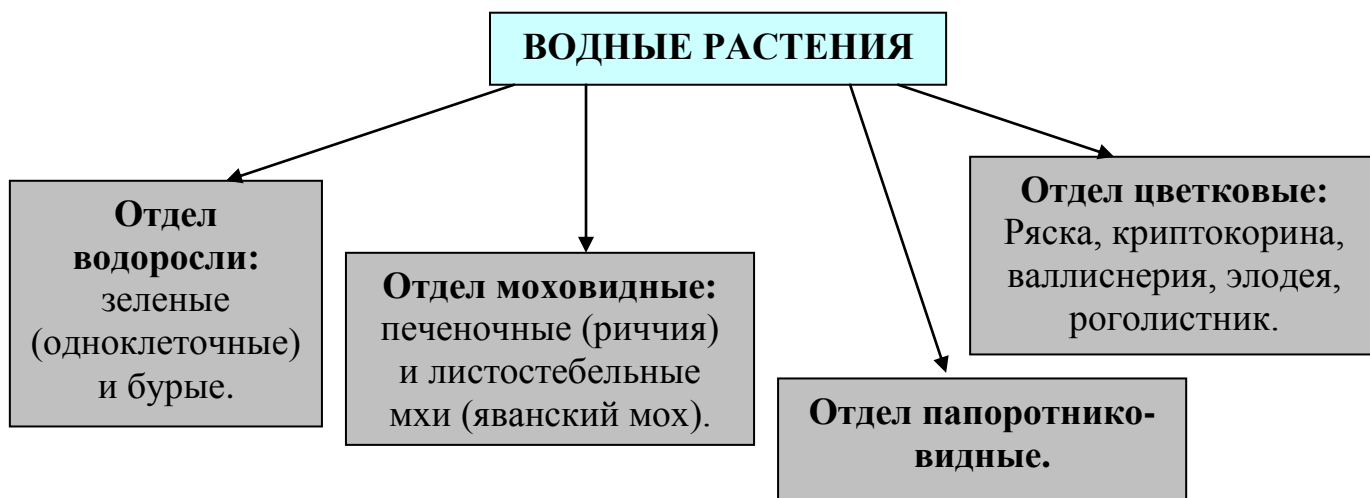 ВОДНЫЕ РАСТЕНИЯ
Отдел
водоросли:
зеленые
(одноклеточные)
и бурые.
Отдел моховидные:
печеночные (риччия)
и листостебельные
мхи (яванский мох).
Отдел папоротнико-
видные.
Отдел цветковые:
Ряска, криптокорина,
валлиснерия, элодея,
роголистник.